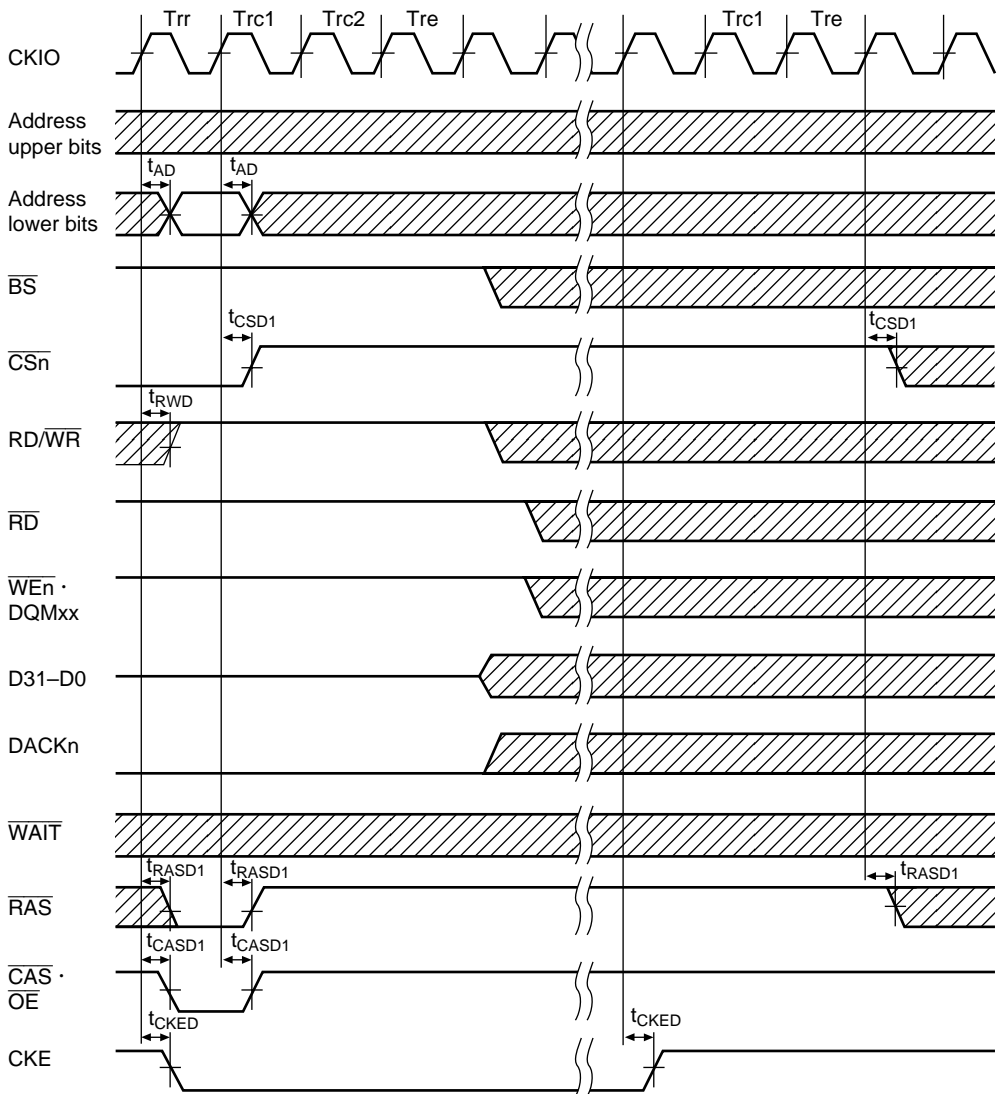 Trr Trc1 Trc2 Tre Trc1 Tre
CKIO
Address
upper bits
tAD tAD
Address
lower bits
BS
tCSD1 tCSD1
CSn
tRWD
RD/WR
RD
WEn ·
DQMxx
D31–D0
DACKn
WAIT
tRASD1 tRASD1 tRASD1
RAS
tCASD1 tCASD1
CAS ·
OE
tCKED tCKED
CKE